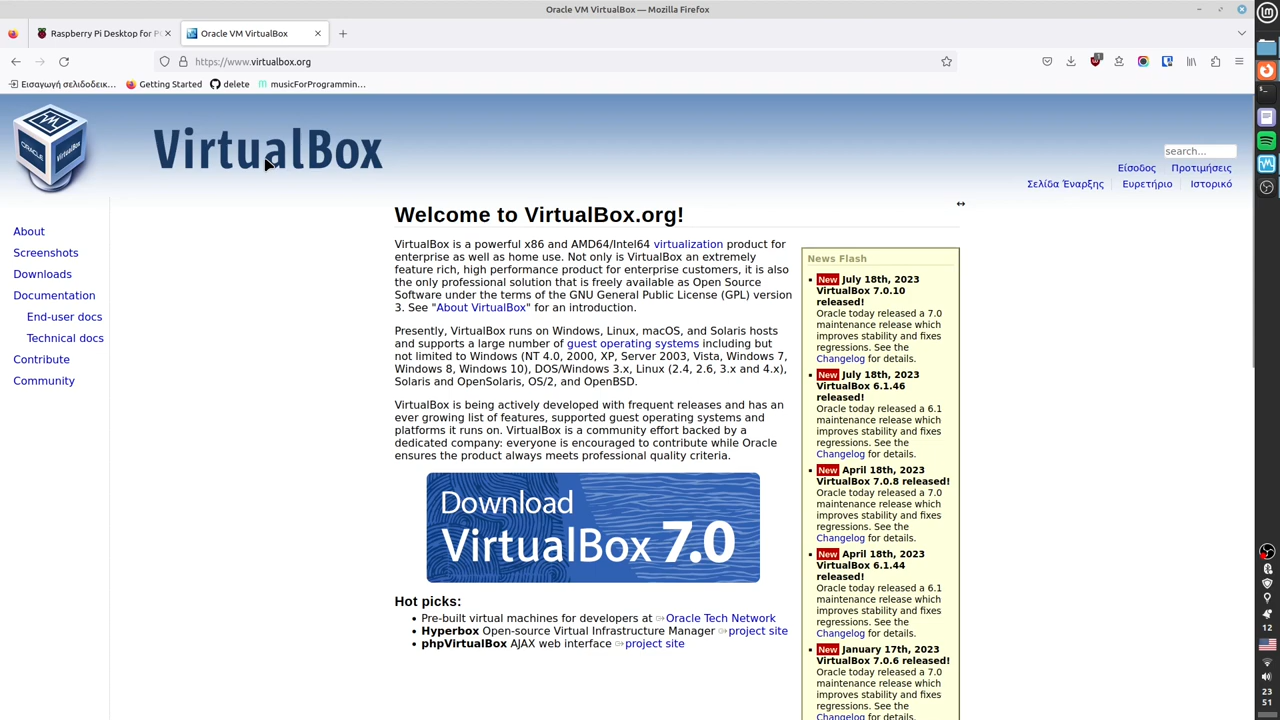 Oracle VM VirtualBox — Mozilla Firefox
Raspberry Pi Desktop for P
Oracle VM VirtualBox
https://www.virtualbox.org
Εισαγωγή σελιδοδεικ…
Getting Started
delete
musicForProgrammin…
ORACLE
VirtualBox
VirtualBox
search...
Είσοδος
Προτιμήσεις
Σελίδα Έναρξης
Ευρετήριο
Ιστορικό
About
Screenshots
Downloads
Documentation
End-user docs
Technical docs
Contribute
Community
Welcome to VirtualBox.org!
VirtualBox is a powerful x86 and AMD64/Intel64 virtualization product for
enterprise as well as home use. Not only is VirtualBox an extremely
feature rich, high performance product for enterprise customers, it is also
the only professional solution that is freely available as Open Source
Software under the terms of the GNU General Public License (GPL) version
3. See "About VirtualBox" for an introduction.
Presently, VirtualBox runs on Windows, Linux, macOS, and Solaris hosts
and supports a large number of guest operating systems including but
not limited to Windows (NT 4.0, 2000, XP, Server 2003, Vista, Windows 7,
Windows 8, Windows 10), DOS/Windows 3.x, Linux (2.4, 2.6, 3.x and 4.x),
Solaris and OpenSolaris, OS/2, and OpenBSD.
VirtualBox is being actively developed with frequent releases and has an
ever growing list of features, supported guest operating systems and
platforms it runs on. VirtualBox is a community effort backed by a
dedicated company: everyone is encouraged to contribute while Oracle
ensures the product always meets professional quality criteria.
Download
VirtualBox 7.0
Hot picks:
Pre-built virtual machines for developers at Oracle Tech Network
Hyperbox Open-source Virtual Infrastructure Manager project site
phpVirtualBox AJAX web interface project site
News Flash
New July 18th, 2023
VirtualBox 7.0.10
released!
Oracle today released a 7.0
maintenance release which
improves stability and fixes
regressions. See the
Changelog for details.
New July 18th, 2023
VirtualBox 6.1.46
released!
Oracle today released a 6.1
maintenance release which
improves stability and fixes
regressions. See the
Changelog for details.
New April 18th, 2023
VirtualBox 7.0.8 released!
Oracle today released a 7.0
maintenance release which
improves stability and fixes
regressions. See the
Changelog for details.
New April 18th, 2023
VirtualBox 6.1.44
released!
Oracle today released a 6.1
maintenance release which
improves stability and fixes
regressions. See the
Changelog for details.
New January 17th, 2023
VirtualBox 7.0.6 released!
Oracle today released a 7.0
maintenance release which
improves stability and fixes
regressions. See the
Changelog for details.
12
23
51